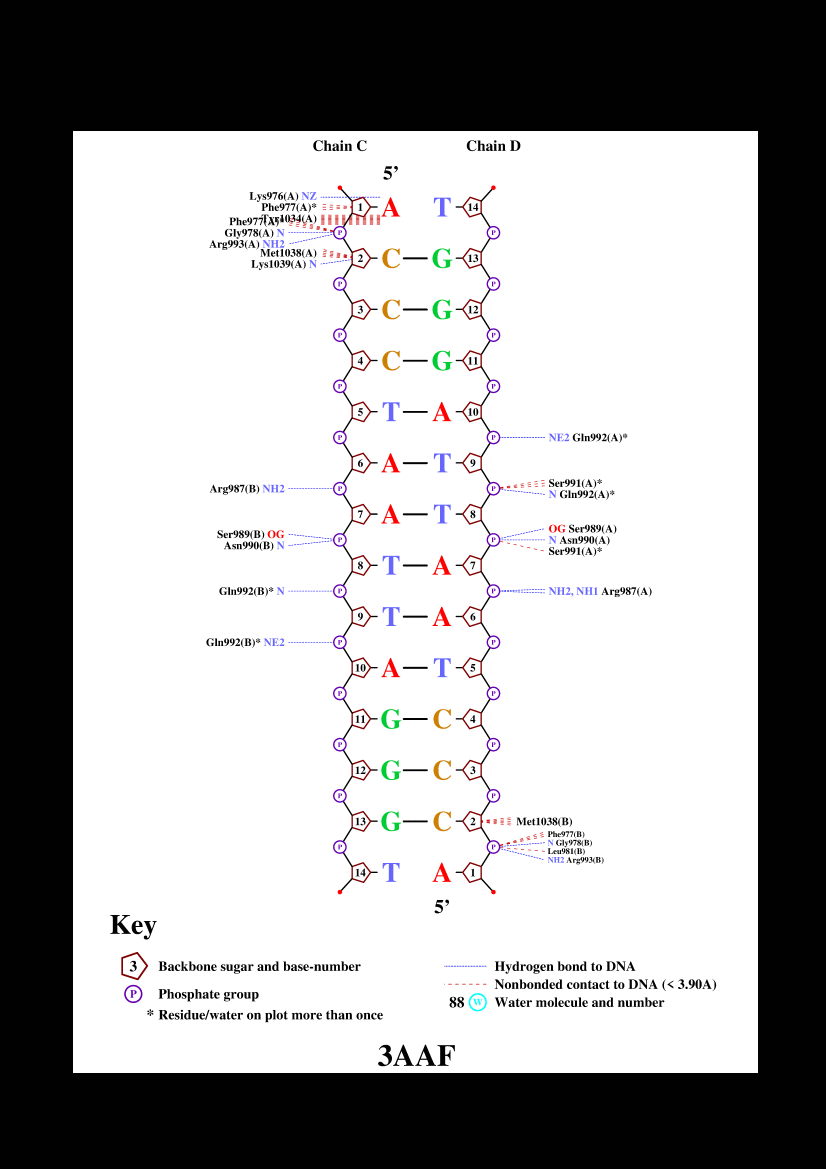 Chain C Chain D
5’
Lys976(A) NZ
Phe977(A)* 1 A T 14
Tyr1034(A)
Phe977(A)*
Gly978(A) N P P
Arg993(A) NH2
Met1038(A)
2 C G 13
Lys1039(A) N
P P
3 C G 12
P P
4 C G 11
P P
5 T A 10
P P NE2 Gln992(A)*
6 A T 9
Ser991(A)*
Arg987(B) NH2 P P
N Gln992(A)*
7 A T 8
OG Ser989(A)
Ser989(B) OG
P P N Asn990(A)
Asn990(B) N
Ser991(A)*
8 T A 7
Gln992(B)* N P P NH2, NH1 Arg987(A)
9 T A 6
Gln992(B)* NE2 P P
10 A T 5
P P
11 G C 4
P P
12 G C 3
P P
13 G C 2 Met1038(B)
Phe977(B)
N Gly978(B)
P P
Leu981(B)
NH2 Arg993(B)
14 T A 1
5’
Key
3 Backbone sugar and base-number
P Phosphate group
* Residue/water on plot more than once
Hydrogen bond to DNA
Nonbonded contact to DNA (< 3.90A)
88 W Water molecule and number
3AAF